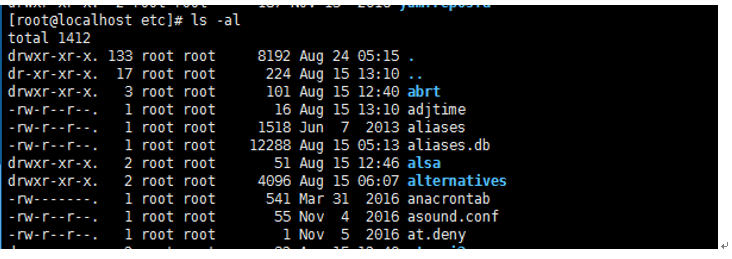 [root@localhost etc]# ls -al
total 1412
drwxr-xr-x. 133 root root     8192 Aug 24 05:15 .
dr-xr-xr-x.  17 root root      224 Aug 15 13:10 ..
drwxr-xr-x.   3 root root      101 Aug 15 12:40 abrt
-rw-r--r--.   1 root root       16 Aug 15 13:10 adjtime
-rw-r--r--.   1 root root     1518 Jun  7  2013 aliases
-rw-r--r--.   1 root root    12288 Aug 15 05:13 aliases.db
drwxr-xr-x.   2 root root       51 Aug 15 12:46 alsa
drwxr-xr-x.   2 root root     4096 Aug 15 06:07 alternatives
-rw-------.   1 root root      541 Mar 31  2016 anacrontab
-rw-r--r--.   1 root root       55 Nov  4  2016 asound.conf
-rw-r--r--.   1 root root        1 Nov  5  2016 at.deny